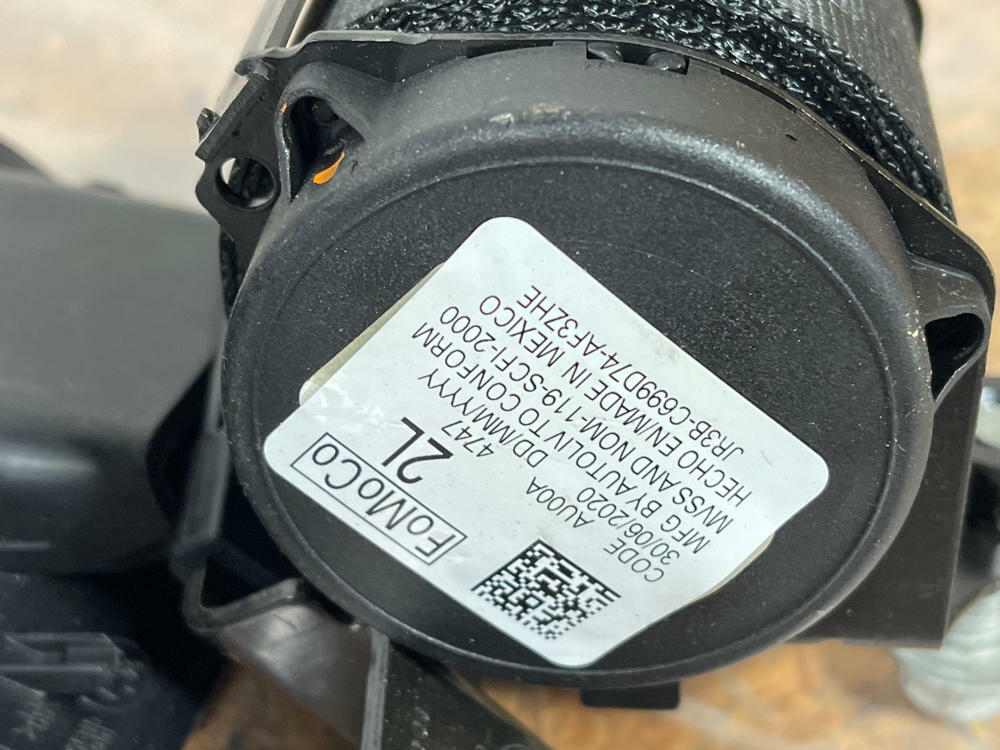 FoMoCo
2L
CODE AU00A 4747
30/06/2020 DD/MM/YYYY
MFG BY AUTOLIV TO CONFORM
MVSS AND NOM-119-SCFI-2000
HECHO EN/MADE IN MEXICO
JR3B-C699D74-AF3ZHE